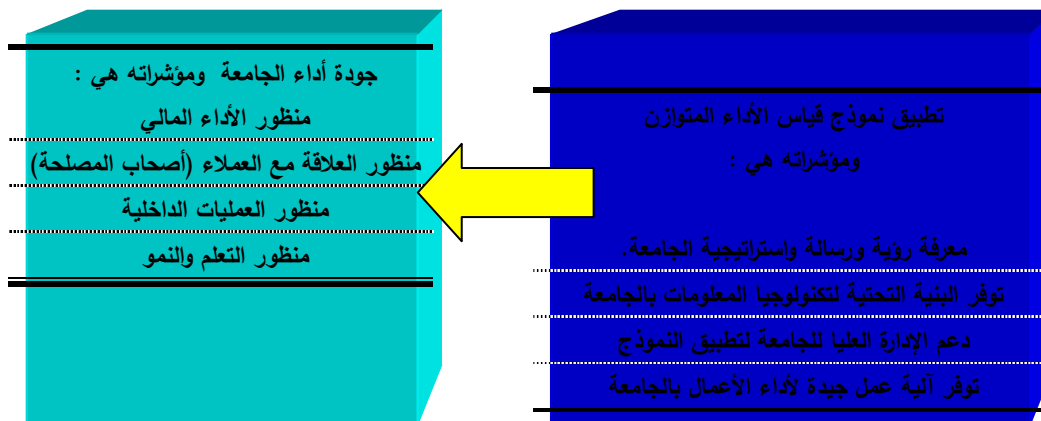 تطبيق نموذج قياس الأداء المتوازن
ومؤشراته هي :
معرفة رؤية ورسالة واستراتيجية الجامعة.
توفر البنية التحتية لتكنولوجيا المعلومات بالجامعة
دعم الإدارة العليا للجامعة لتطبيق النموذج
توفر آلية عمل جيدة لأداء الأعمال بالجامعة
جودة أداء الجامعة ومؤشراته هي :
منظور الأداء المالي
منظور العلاقة مع العملاء (أصحاب المصلحة)
منظور العمليات الداخلية
منظور التعلم والنمو